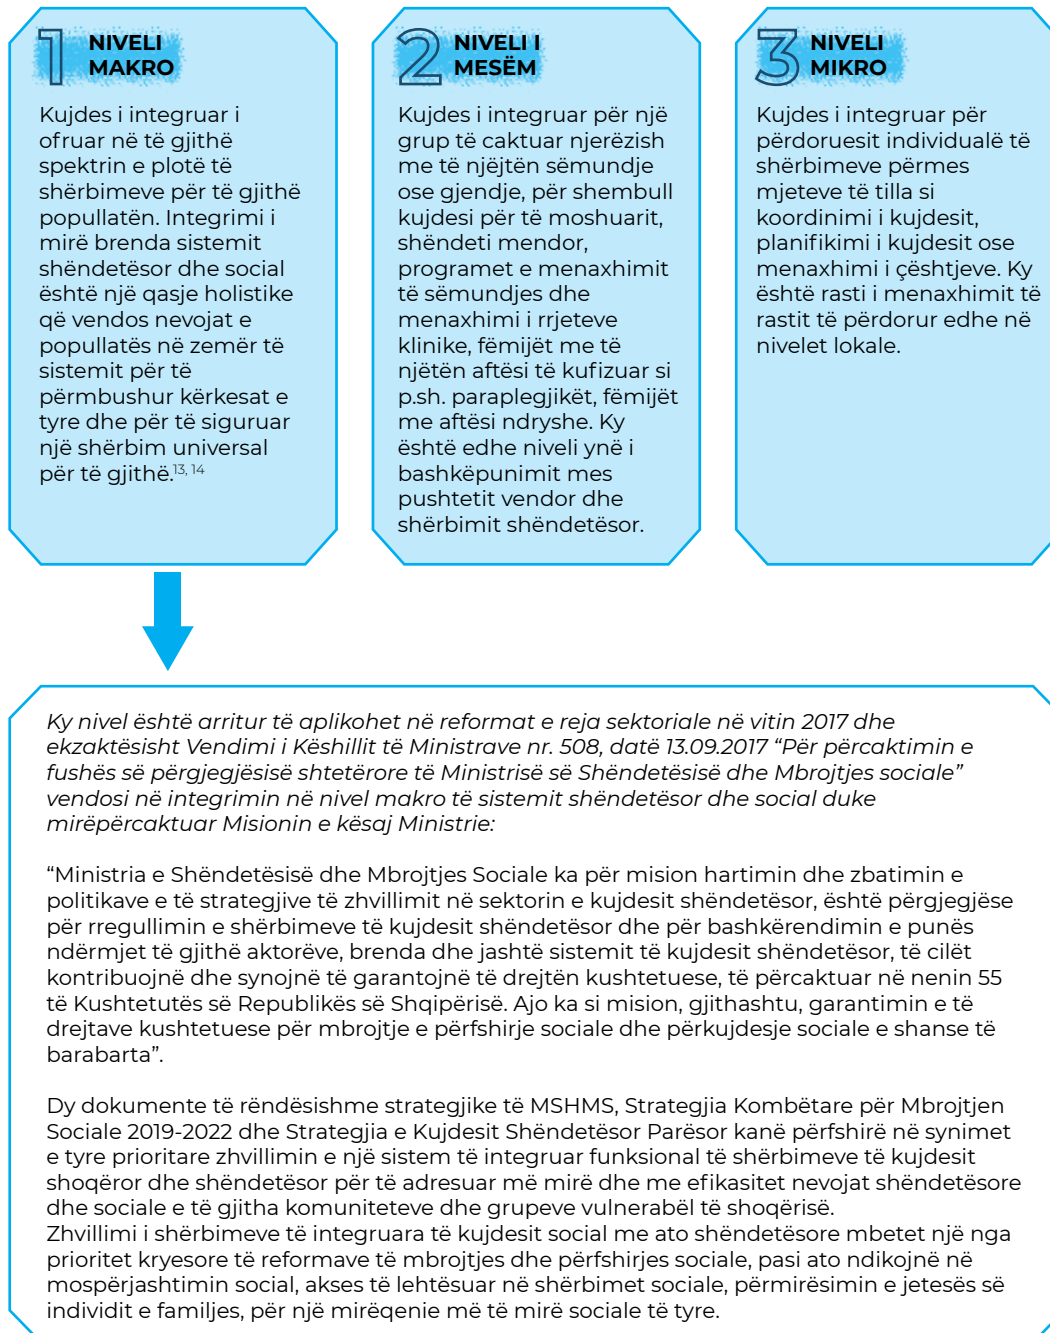 1 NIVELI
MAKRO
Kujdes i integruar i
ofruar në të gjithë
spektrin e plotë të
shërbimeve për të gjithë
popullatën. Integrimi i
mirë brenda sistemit
shëndetësor dhe social
është një qasje holistike
që vendos nevojat e
popullatës në zemër të
sistemit për të
përmbushur kërkesat e
tyre dhe për të siguruar
një shërbim universal
për të gjithë.13, 14
2 NIVELI I
MESËM
Kujdes i integruar për një
grup të caktuar njerëzish
me të njëjtën sëmundje
ose gjendje, për shembull
kujdesi për të moshuarit,
shëndeti mendor,
programet e menaxhimit
të sëmundjes dhe
menaxhimi i rrjeteve
klinike, fëmijët me të
njëtën aftësi të kufizuar si
p.sh. paraplegjikët, fëmijët
me aftësi ndryshe. Ky
është edhe niveli ynë i
bashkëpunimit mes
pushtetit vendor dhe
shërbimit shëndetësor.
3 NIVELI
MIKRO
Kujdes i integruar për
përdoruesit individualë të
shërbimeve përmes
mjeteve të tilla si
koordinimi i kujdesit,
planifikimi i kujdesit ose
menaxhimi i çështjeve. Ky
është rasti i menaxhimit të
rastit të përdorur edhe në
nivelet lokale.
Ky nivel është arritur të aplikohet në reformat e reja sektoriale në vitin 2017 dhe
ekzaktësisht Vendimi i Këshillit të Ministrave nr. 508, datë 13.09.2017 “Për përcaktimin e
fushës së përgjegjësisë shtetërore të Ministrisë së Shëndetësisë dhe Mbrojtjes sociale”
vendosi në integrimin në nivel makro të sistemit shëndetësor dhe social duke
mirëpërcaktuar Misionin e kësaj Ministrie:
“Ministria e Shëndetësisë dhe Mbrojtjes Sociale ka për mision hartimin dhe zbatimin e
politikave e të strategjive të zhvillimit në sektorin e kujdesit shëndetësor, është përgjegjëse
për rregullimin e shërbimeve të kujdesit shëndetësor dhe për bashkërendimin e punës
ndërmjet të gjithë aktorëve, brenda dhe jashtë sistemit të kujdesit shëndetësor, të cilët
kontribuojnë dhe synojnë të garantojnë të drejtën kushtetuese, të përcaktuar në nenin 55
të Kushtetutës së Republikës së Shqipërisë. Ajo ka si mision, gjithashtu, garantimin e të
drejtave kushtetuese për mbrojtje e përfshirje sociale dhe përkujdesje sociale e shanse të
barabarta”.
Dy dokumente të rëndësishme strategjike të MSHMS, Strategjia Kombëtare për Mbrojtjen
Sociale 2019-2022 dhe Strategjia e Kujdesit Shëndetësor Parësor kanë përfshirë në synimet
e tyre prioritare zhvillimin e një sistem të integruar funksional të shërbimeve të kujdesit
shoqëror dhe shëndetësor për të adresuar më mirë dhe me efikasitet nevojat shëndetësore
dhe sociale e të gjitha komuniteteve dhe grupeve vulnerabël të shoqërisë.
Zhvillimi i shërbimeve të integruara të kujdesit social me ato shëndetësore mbetet një nga
prioritet kryesore të reformave të mbrojtjes dhe përfshirjes sociale, pasi ato ndikojnë në
mospërjashtimin social, akses të lehtësuar në shërbimet sociale, përmirësimin e jetesës së
individit e familjes, për një mirëqenie më të mirë sociale të tyre.